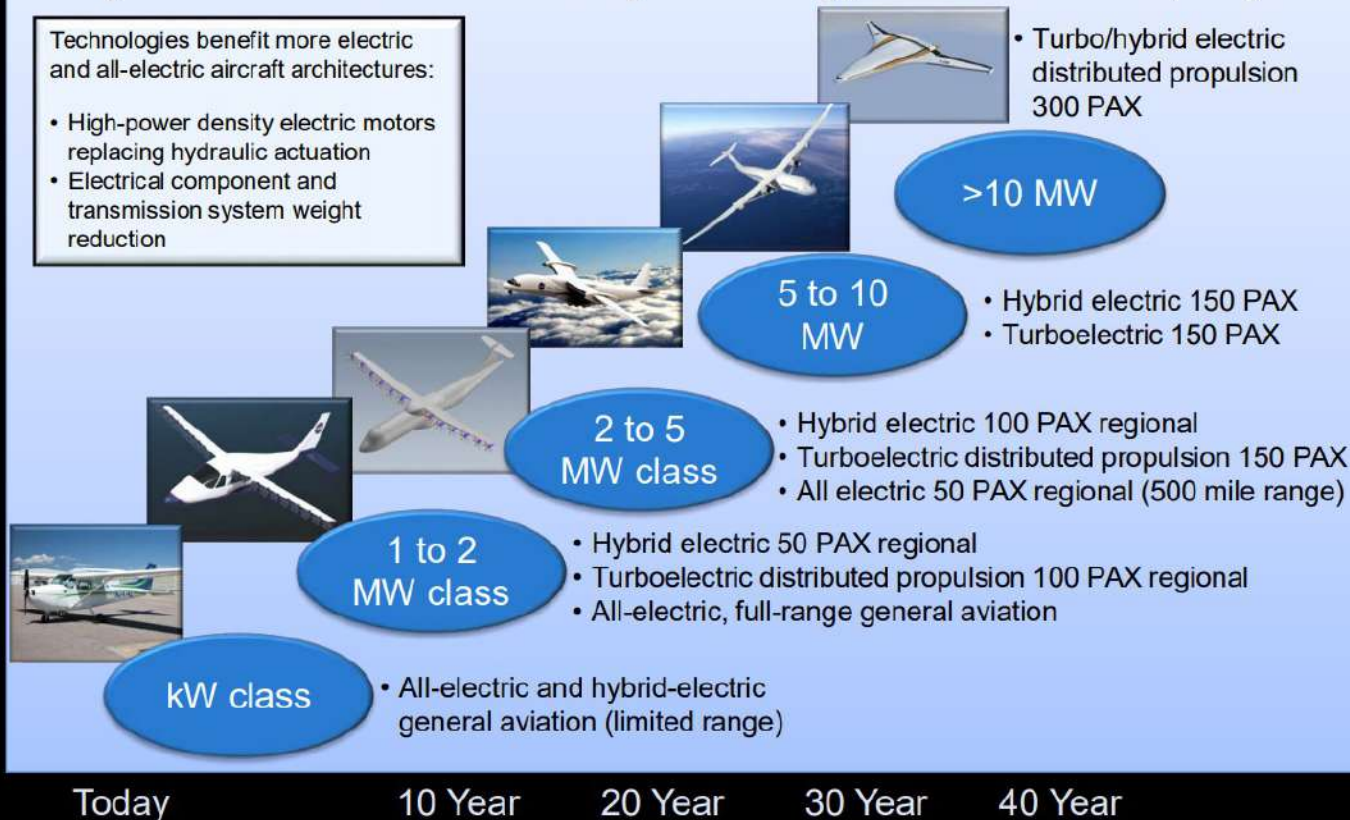 Technologies benefit more electric
and all-electric aircraft architectures:
• High-power density electric motors
replacing hydraulic actuation
• Electrical component and
transmission system weight
reduction
• Turbo/hybrid electric
distributed propulsion
300 PAX
>10 MW
5 to 10
MW
• Hybrid electric 150 PAX
• Turboelectric 150 PAX
2 to 5
MW class
• Hybrid electric 100 PAX regional
• Turboelectric distributed propulsion 150 PAX
• All electric 50 PAX regional (500 mile range)
1 to 2
MW class
• Hybrid electric 50 PAX regional
• Turboelectric distributed propulsion 100 PAX regional
• All-electric, full-range general aviation
kW class
• All-electric and hybrid-electric
general aviation (limited range)
Today 10 Year 20 Year 30 Year 40 Year